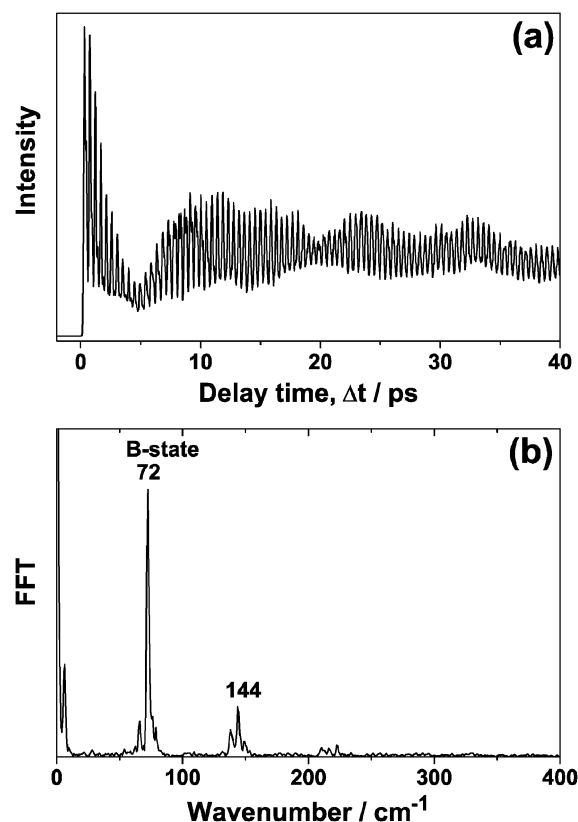 (a)
Intensity
0 10 20 30 40
Delay time, Δt / ps
(b)
B-state
72
144
FFT
0 100 200 300 400
Wavenumber / cm⁻¹